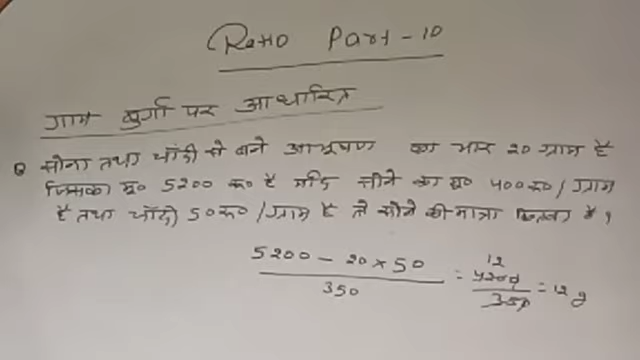 Ratio Part-10
गाम मुर्गा पर आधारित
Q सोना तथा चाँदी से बने आभूषण का भार 20 ग्राम है
जिसका मू० 5200 रू० है यदि सोने का मू० 400रू०/ग्राम
है तथा चाँदी 50रू०/ग्राम है तो सोने की मात्रा कितना है।
5200 - 20 × 50 / 350 = 12 4200 / 350 = 12 g